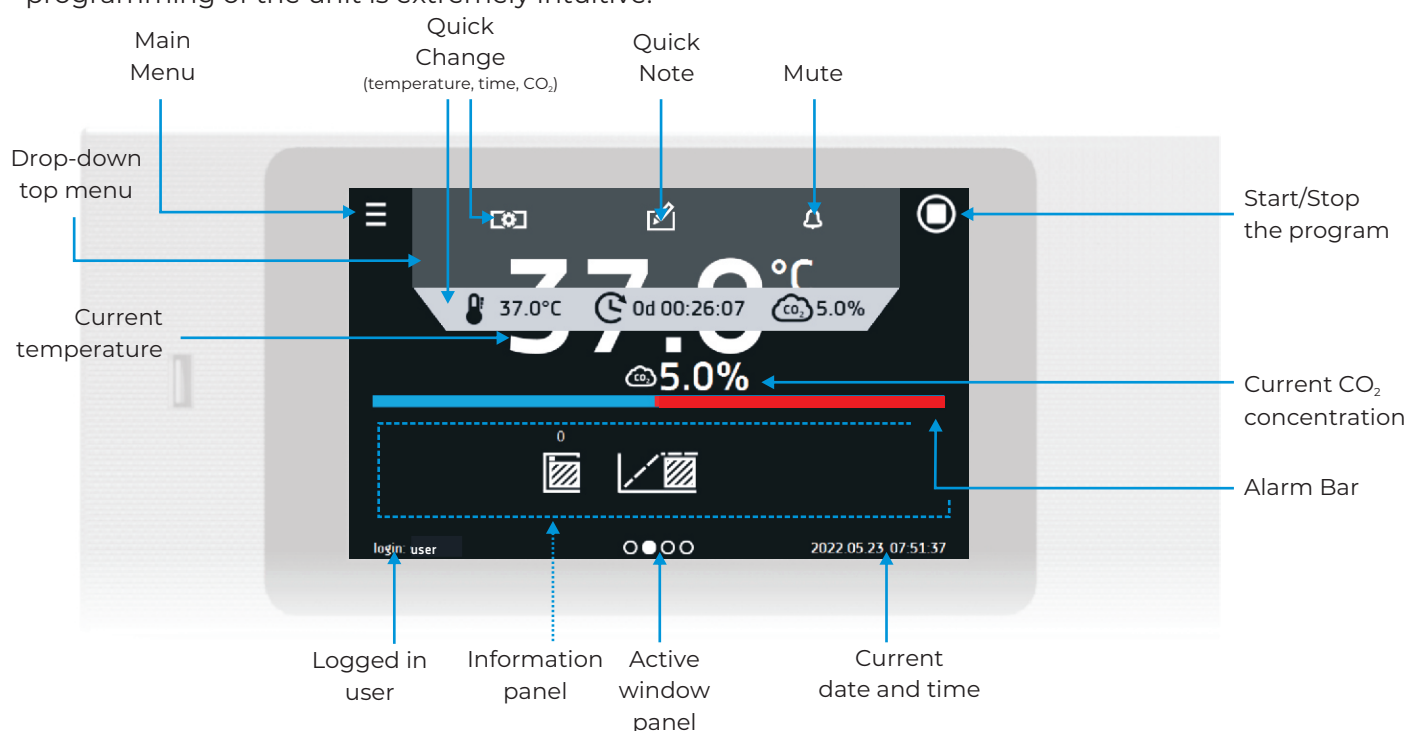 programming of the unit is extremely intuitive.
Main
Menu
Quick
Change
(temperature, time, CO₂)
Quick
Note
Mute
Drop-down
top menu
Start/Stop
the program
37.0°C
37.0°C
0d 00:26:07
CO₂
5.0%
Current
temperature
CO₂
5.0%
Current CO₂
concentration
0
Alarm Bar
login: user
2022.05.23 07:51:37
Logged in
user
Information
panel
Active
window
panel
Current
date and time